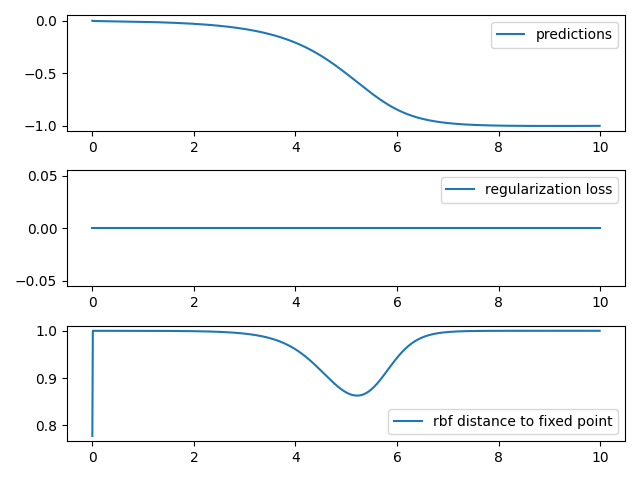 0.0
−0.5
−1.0
predictions
0 2 4 6 8 10
0.05
0.00
−0.05
regularization loss
0 2 4 6 8 10
1.0
0.9
0.8
rbf distance to fixed point
0 2 4 6 8 10